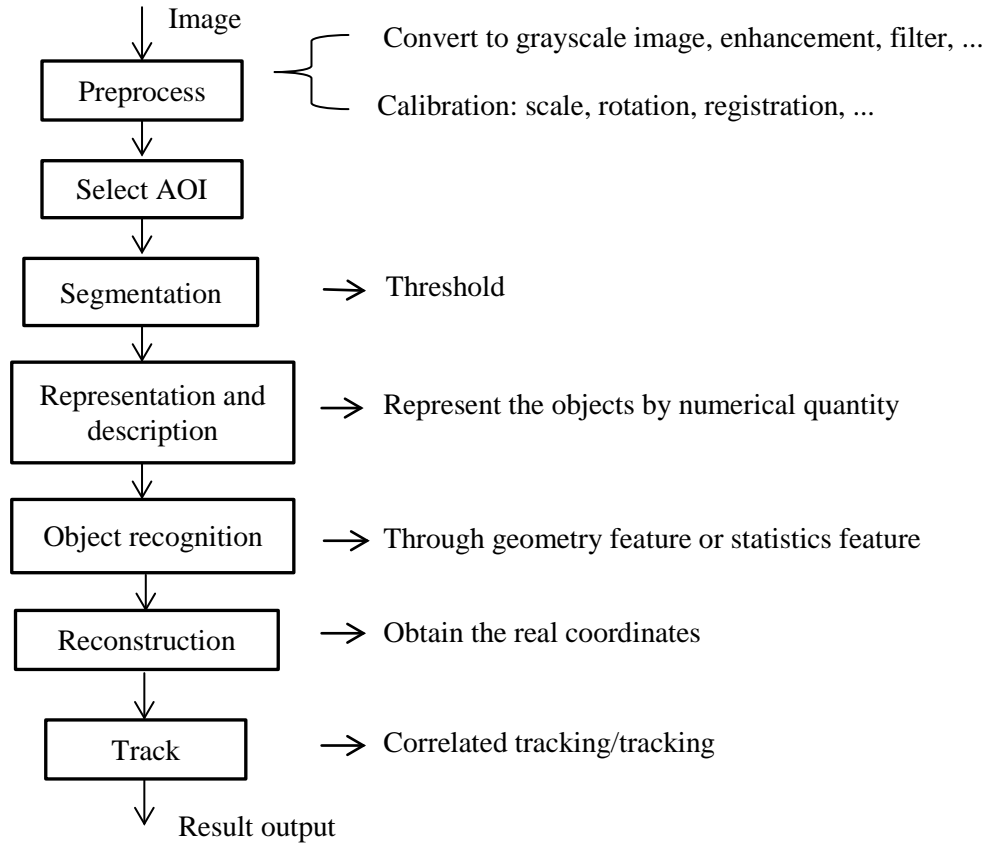 Image
Convert to grayscale image, enhancement, filter, ...
Preprocess
Calibration: scale, rotation, registration, ...
Select AOI
Segmentation
Threshold
Representation and
description
Represent the objects by numerical quantity
Object recognition
Through geometry feature or statistics feature
Reconstruction
Obtain the real coordinates
Track
Correlated tracking/tracking
Result output